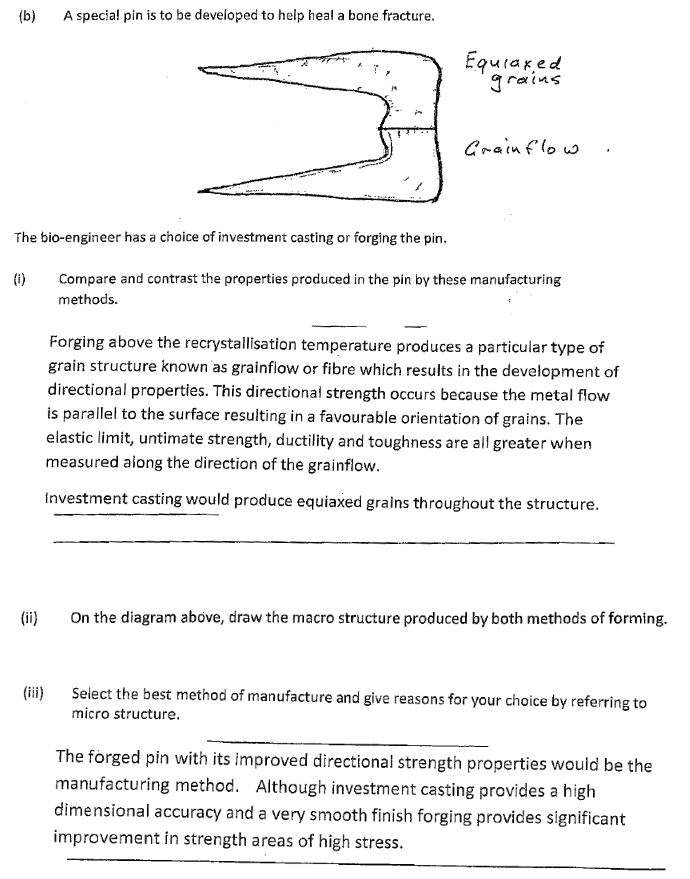 (b) A special pin is to be developed to help heal a bone fracture.
Equiaxed
grains
Grainflow
The bio-engineer has a choice of investment casting or forging the pin.
(i) Compare and contrast the properties produced in the pin by these manufacturing
methods.
Forging above the recrystallisation temperature produces a particular type of
grain structure known as grainflow or fibre which results in the development of
directional properties. This directional strength occurs because the metal flow
is parallel to the surface resulting in a favourable orientation of grains. The
elastic limit, untimate strength, ductility and toughness are all greater when
measured along the direction of the grainflow.
Investment casting would produce equiaxed grains throughout the structure.
(ii) On the diagram above, draw the macro structure produced by both methods of forming.
(iii) Select the best method of manufacture and give reasons for your choice by referring to
micro structure.
The forged pin with its improved directional strength properties would be the
manufacturing method. Although investment casting provides a high
dimensional accuracy and a very smooth finish forging provides significant
improvement in strength areas of high stress.